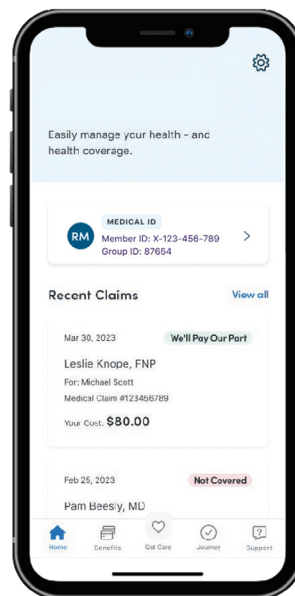 Easily manage your health - and
health coverage.
MEDICAL ID
RM
Member ID: X-123-456-789
Group ID: 87654
Recent Claims
View all
Mar 30, 2023
We'll Pay Our Part
Leslie Knope, FNP
For: Michael Scott
Medical Claim #123456789
Your Cost: $80.00
Feb 25, 2023
Not Covered
Pam Beesly, MD
Home
Benefits
Get Care
Journey
Support